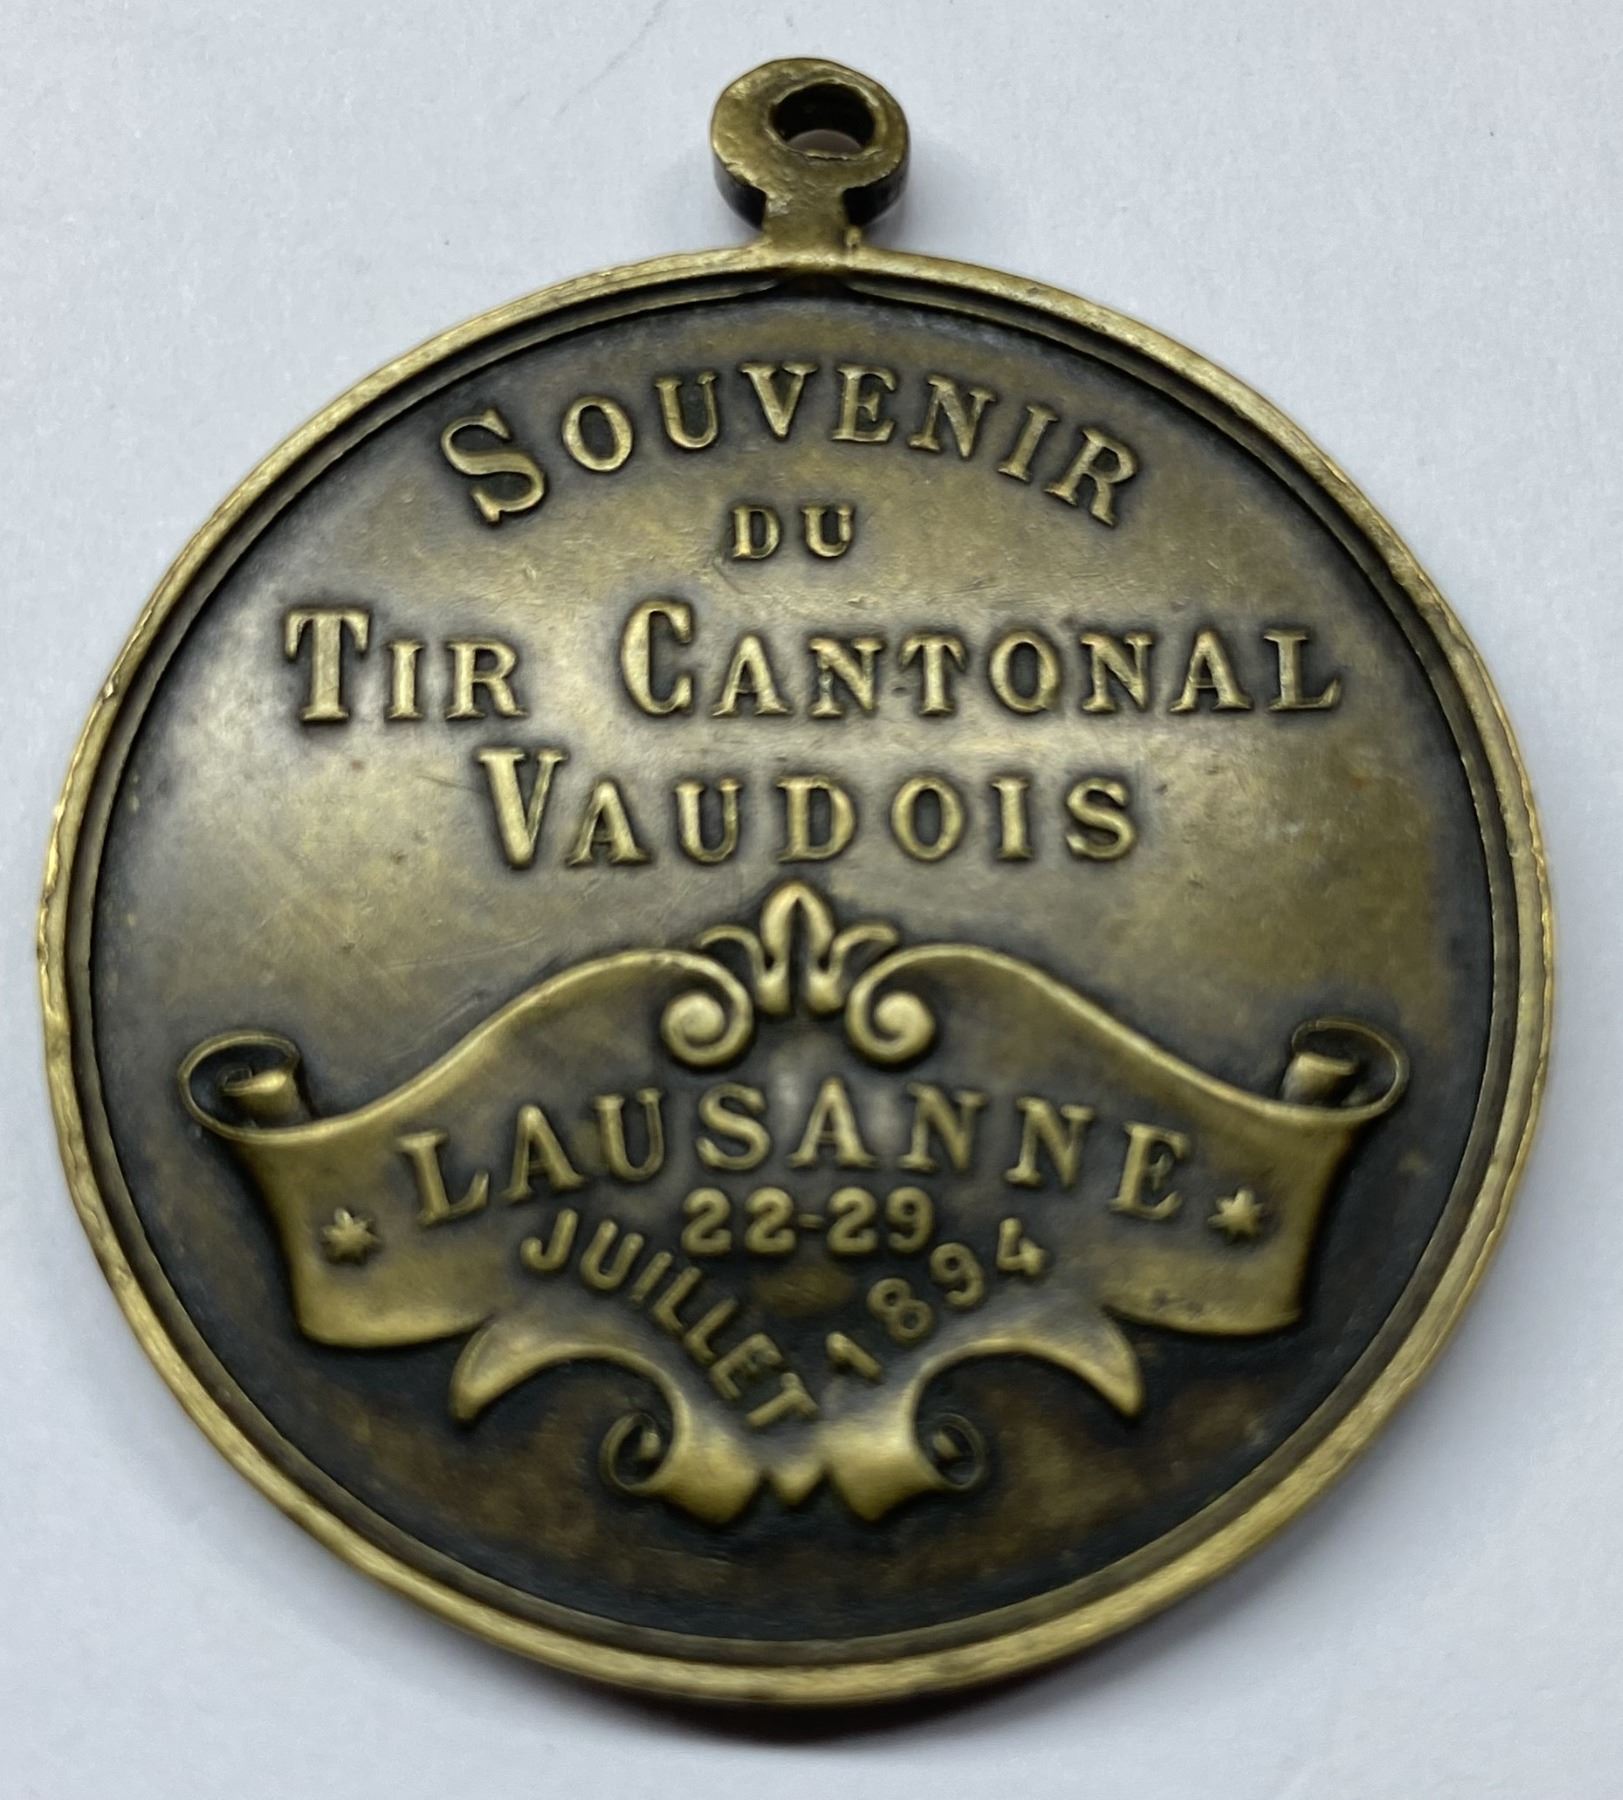 SOUVENIR
DU
TIR CANTONAL
VAUDOIS
LAUSANNE
22-29
JUILLET 1894